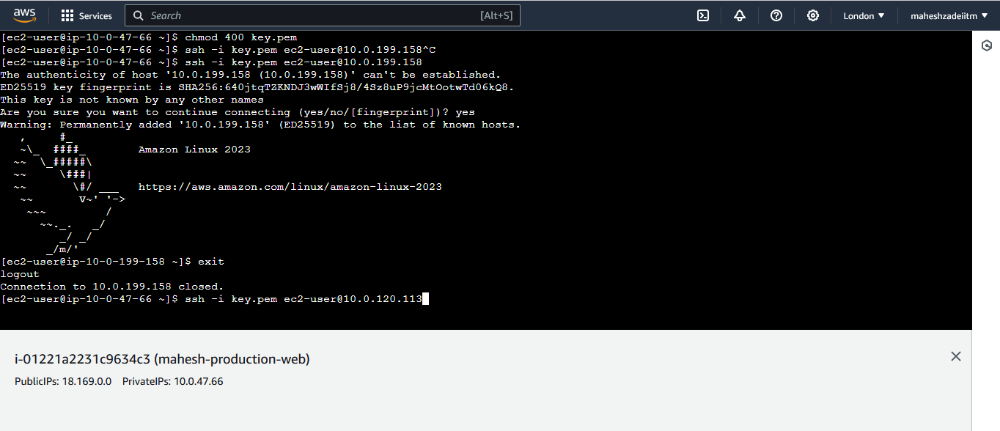 aws Services Search [Alt+S] London maheshzadeiitm
[ec2-user@ip-10-0-47-66 ~]$ chmod 400 key.pem
[ec2-user@ip-10-0-47-66 ~]$ ssh -i key.pem ec2-user@10.0.199.158^C
[ec2-user@ip-10-0-47-66 ~]$ ssh -i key.pem ec2-user@10.0.199.158
The authenticity of host '10.0.199.158 (10.0.199.158)' can't be established.
ED25519 key fingerprint is SHA256:640jtqTZKNDJ3wWIfSj8/4Sz8uP9jcMtOotwTd06kQ8.
This key is not known by any other names
Are you sure you want to continue connecting (yes/no/[fingerprint])? yes
Warning: Permanently added '10.0.199.158' (ED25519) to the list of known hosts.
   ,     #_
   ~\_  ####_        Amazon Linux 2023
  ~~  \_#####\
  ~~     \###|
  ~~       \#/ ___   https://aws.amazon.com/linux/amazon-linux-2023
   ~~       V~' '->
    ~~~         /
      ~~._.   _/
         _/ _/
       _/m/'
[ec2-user@ip-10-0-199-158 ~]$ exit
logout
Connection to 10.0.199.158 closed.
[ec2-user@ip-10-0-47-66 ~]$ ssh -i key.pem ec2-user@10.0.120.113
i-01221a2231c9634c3 (mahesh-production-web)
PublicIPs: 18.169.0.0 PrivateIPs: 10.0.47.66